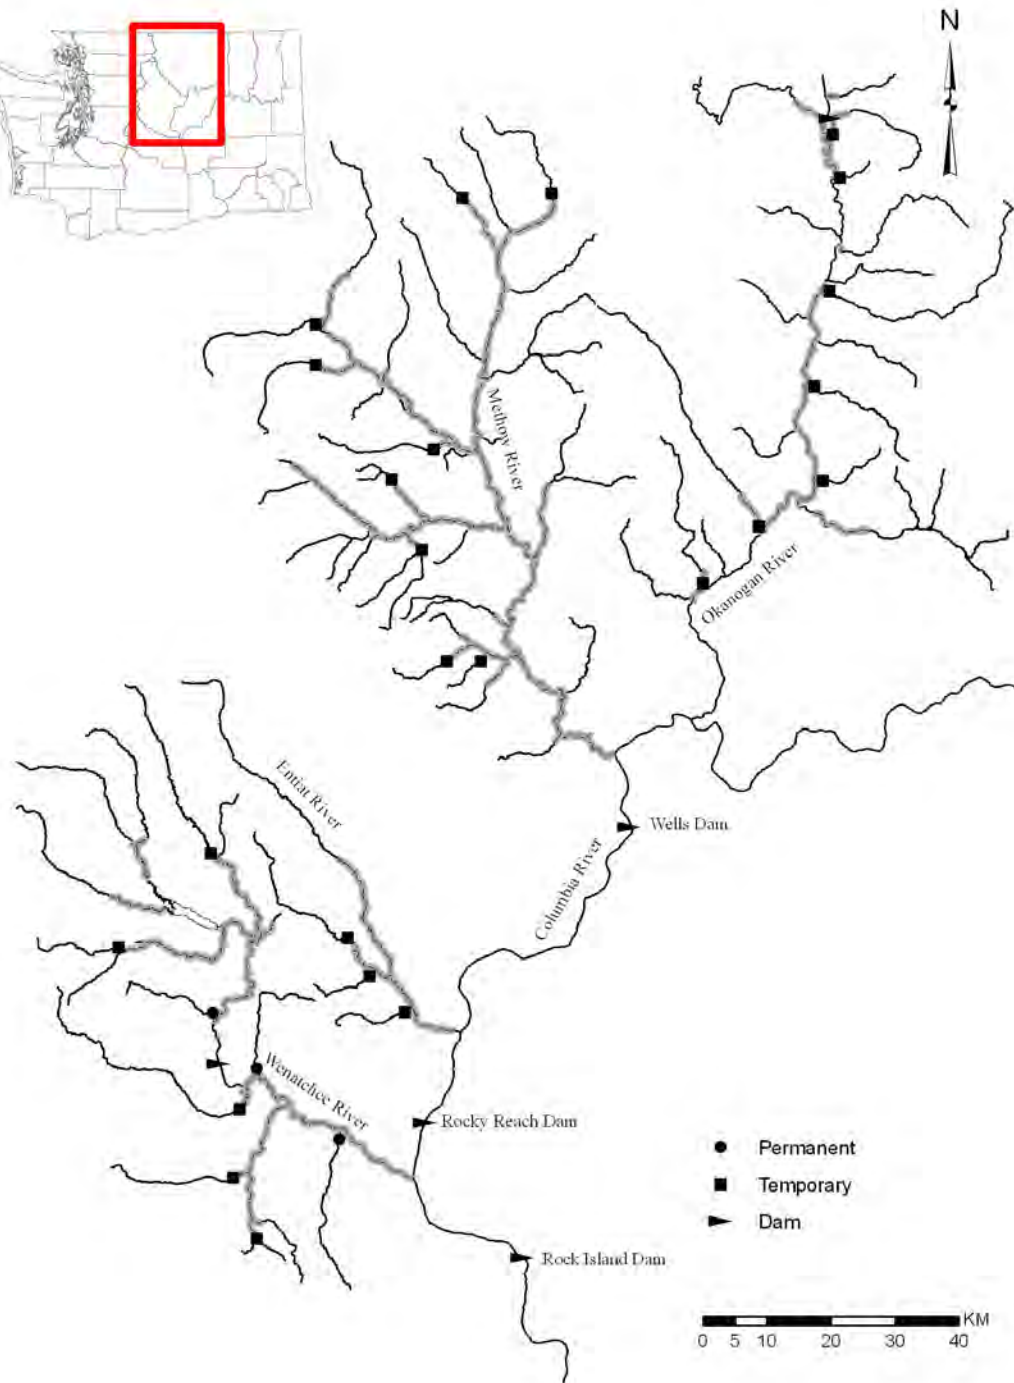 N
Methow River
Okanogan River
Entiat River
Wells Dam
Columbia River
Wenatchee River
Rocky Reach Dam
Permanent
Temporary
Dam
Rock Island Dam
KM
0 5 10 20 30 40